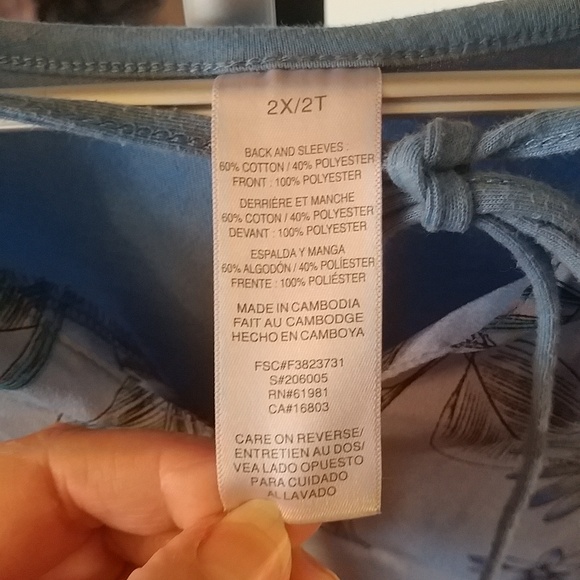 2X/2T
BACK AND SLEEVES :
60% COTTON / 40% POLYESTER
FRONT : 100% POLYESTER
DERRIÈRE ET MANCHE
60% COTON / 40% POLYESTER
DEVANT : 100% POLYESTER
ESPALDA Y MANGA
60% ALGODÓN / 40% POLÍESTER
FRENTE : 100% POLIÉSTER
MADE IN CAMBODIA
FAIT AU CAMBODGE
HECHO EN CAMBOYA
FSC#F3823731
S#206005
RN#61981
CA#16803
CARE ON REVERSE/
ENTRETIEN AU DOS/
VEA LADO OPUESTO
PARA CUIDADO
AL LAVADO